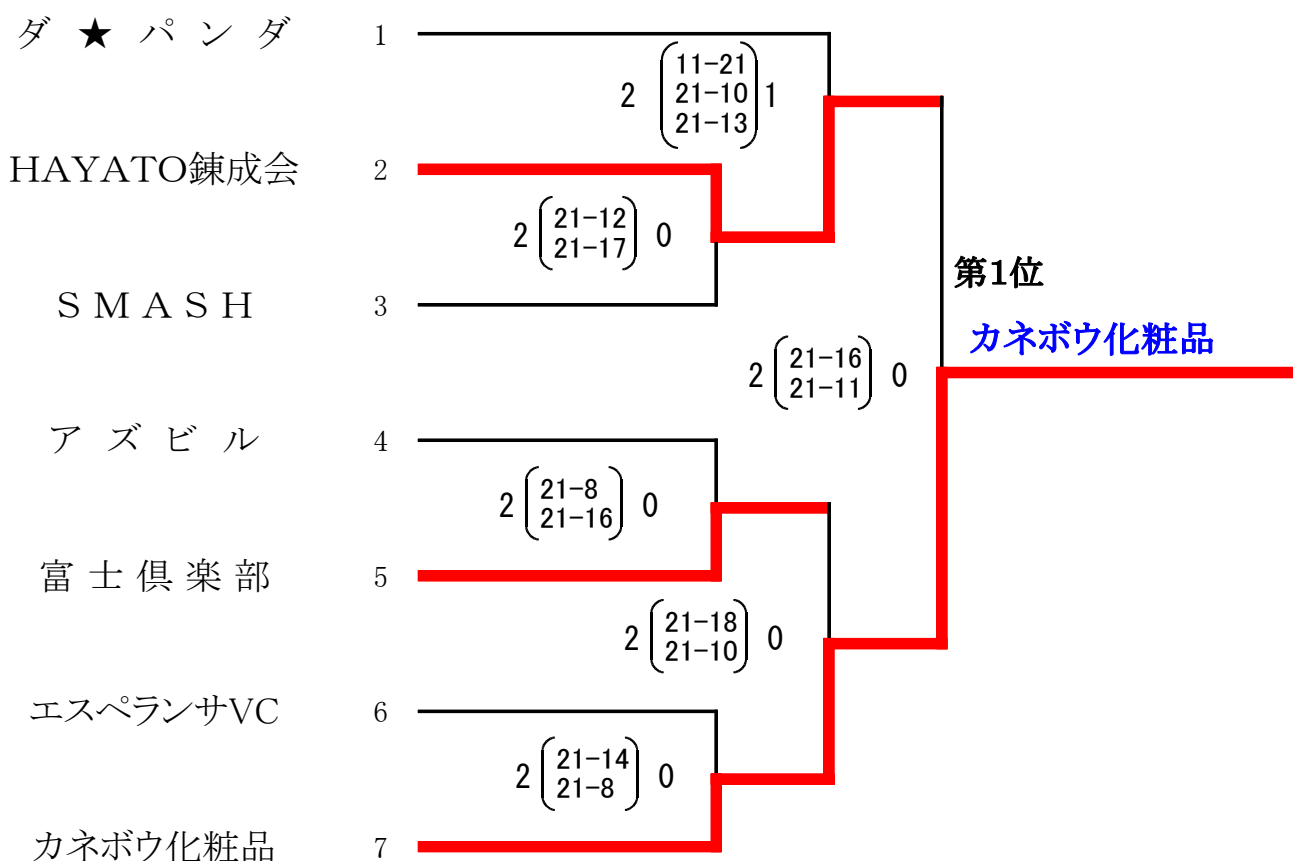 ダ ★ パ ン ダ 1
2 11-21 1
21-10
21-13
HAYATO錬成会 2
2 21-12 0
21-17
SMASH 3
第1位
カネボウ化粧品
2 21-16 0
21-11
ア ズ ビ ル 4
2 21-8 0
21-16
富 士 倶 楽 部 5
2 21-18 0
21-10
エスペランサVC 6
2 21-14 0
21-8
カネボウ化粧品 7